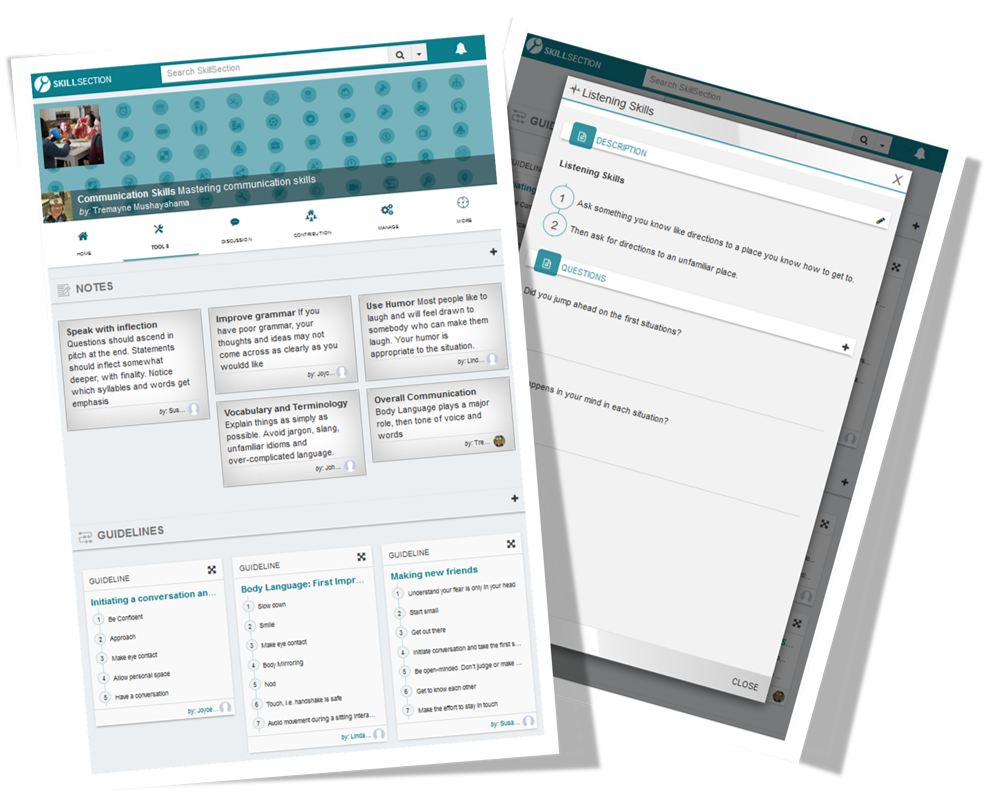 SKILLSECTION
Search SkillSection
Communication Skills Mastering communication skills
by: Tremayne Mushayahama
HOME
TOOLS
DISCUSSION
CONTRIBUTION
MANAGE
MORE
NOTES
Speak with inflection
Questions should ascend in
pitch at the end. Statements
should inflect somewhat
deeper, with finality. Notice
which syllables and words get
emphasis
by: Sus...
Improve grammar If you
have poor grammar, your
thoughts and ideas may not
come across as clearly as you
wouldd like
by: Joyc...
Use Humor Most people like to
laugh and will feel drawn to
somebody who can make them
laugh. Your humor is
appropriate to the situation.
by: Lind...
Vocabulary and Terminology
Explain things as simply as
possible. Avoid jargon, slang,
unfamiliar idioms and
over-complicated language.
by: Joh...
Overall Communication
Body Language plays a major
role, then tone of voice and
words
by: Tre...
GUIDELINES
GUIDELINE
Initiating a conversation an...
1 Be Confident
2 Approach
3 Make eye contact
4 Allow personal space
5 Have a conversation
by: Joyce...
GUIDELINE
Body Language: First Impr...
1 Slow down
2 Smile
3 Make eye contact
4 Body Mirroring
5 Nod
6 Touch, i.e. handshake is safe
7 Avoid movement during a sitting intera...
by: Linda...
GUIDELINE
Making new friends
1 Understand your fear is only in your head
2 Start small
3 Get out there
4 Initiate conversation and take the first s...
5 Be open-minded. Don't judge or make ...
6 Get to know each other
7 Make the effort to stay in touch
by: Susa...
SKILLSECTION
Search SkillSection
Listening Skills
DESCRIPTION
Listening Skills
1 Ask something you know like directions to a place you know how to get to.
2 Then ask for directions to an unfamiliar place.
QUESTIONS
Did you jump ahead on the first situations?
in your mind in each situation?
CLOSE